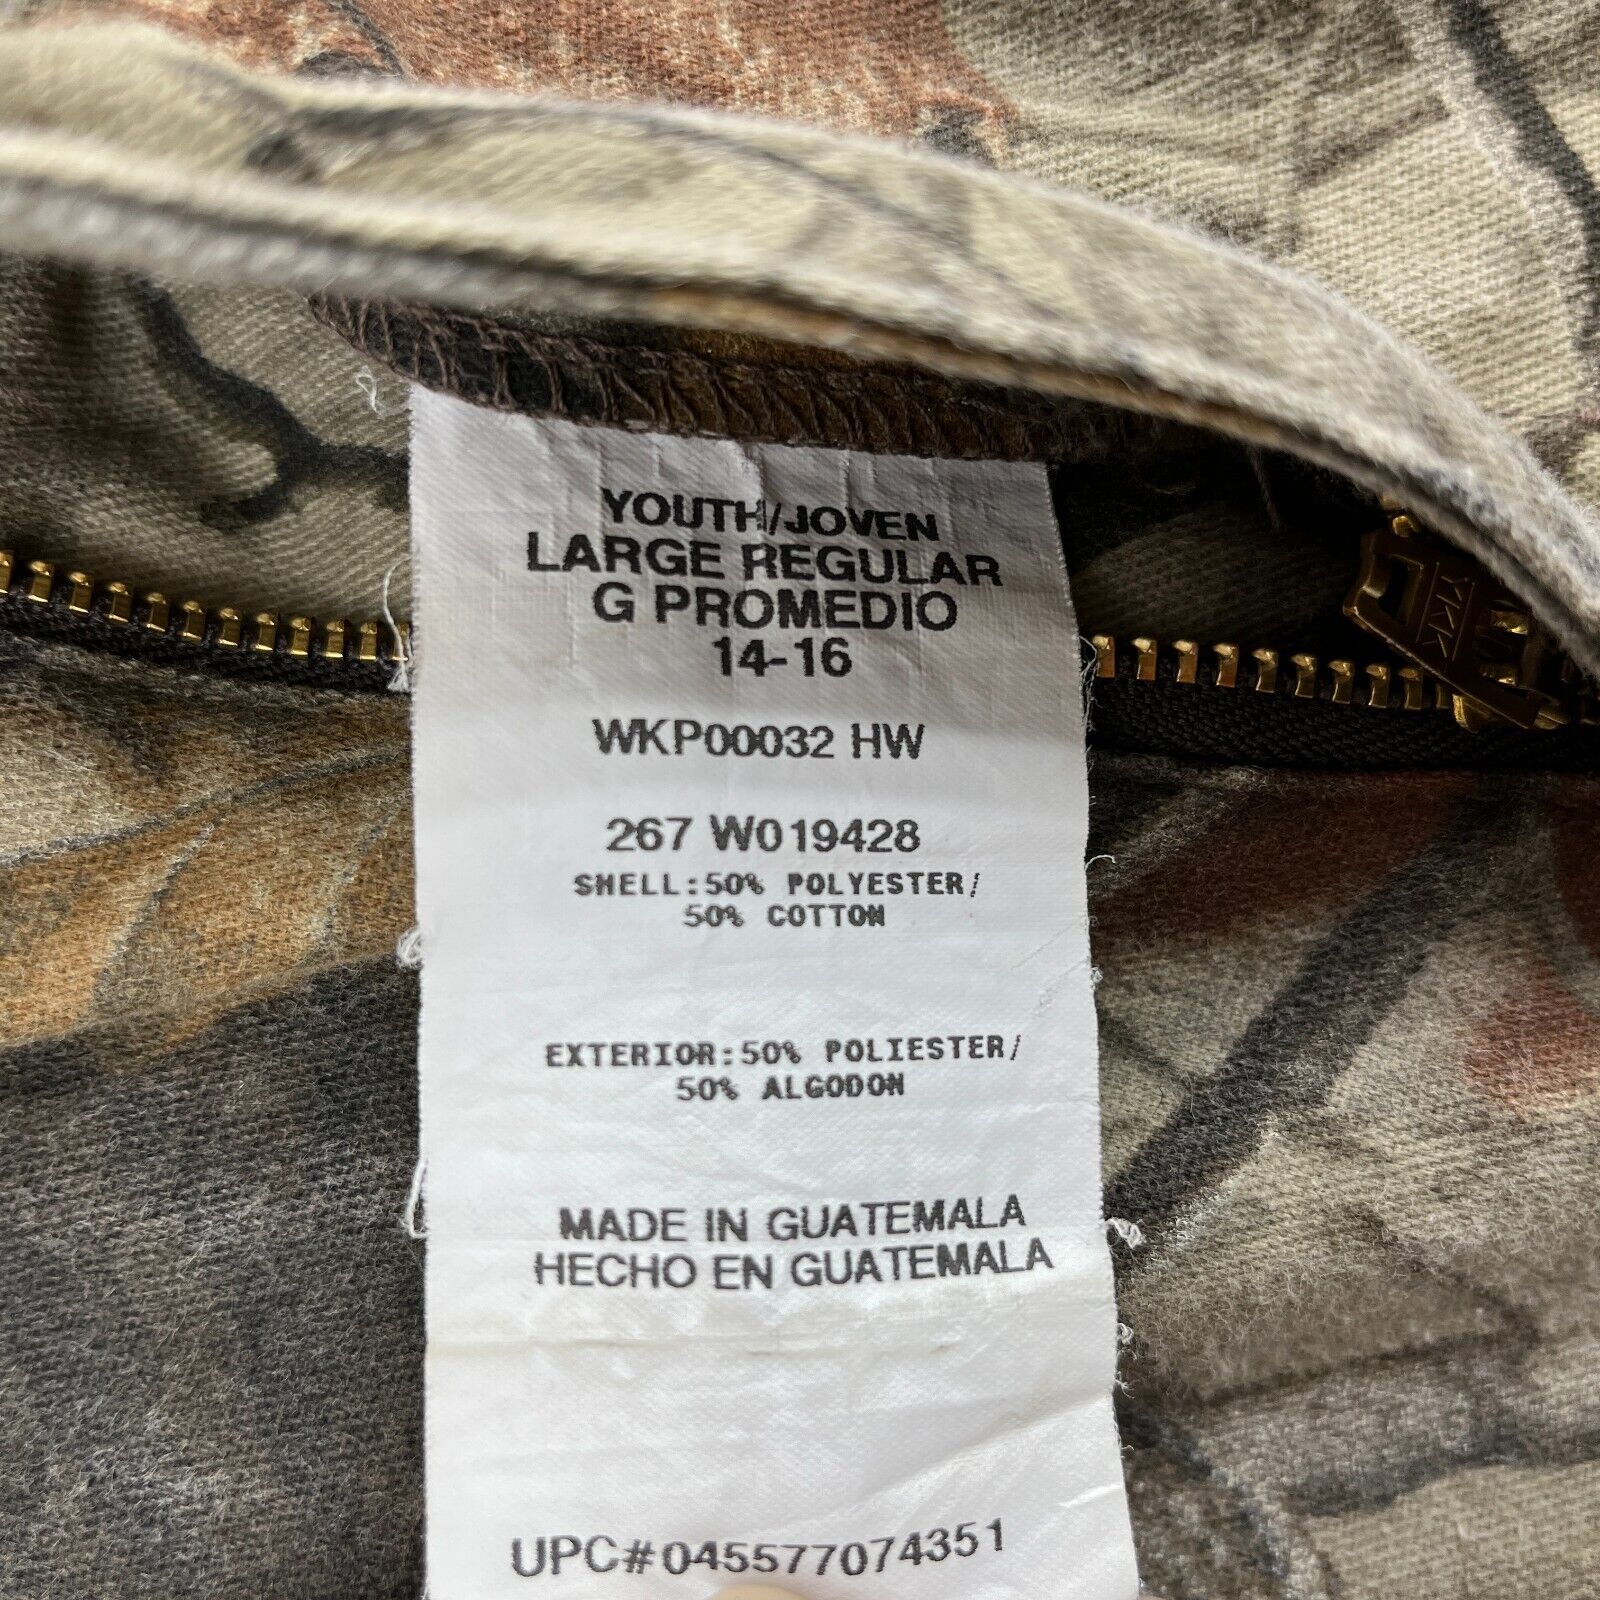 YOUTH/JOVEN
LARGE REGULAR
G PROMEDIO
14-16
WKP00032 HW
267 W019428
SHELL:50% POLYESTER/
50% COTTON
EXTERIOR:50% POLIESTER/
50% ALGODON
MADE IN GUATEMALA
HECHO EN GUATEMALA
UPC#045577074351
YKK